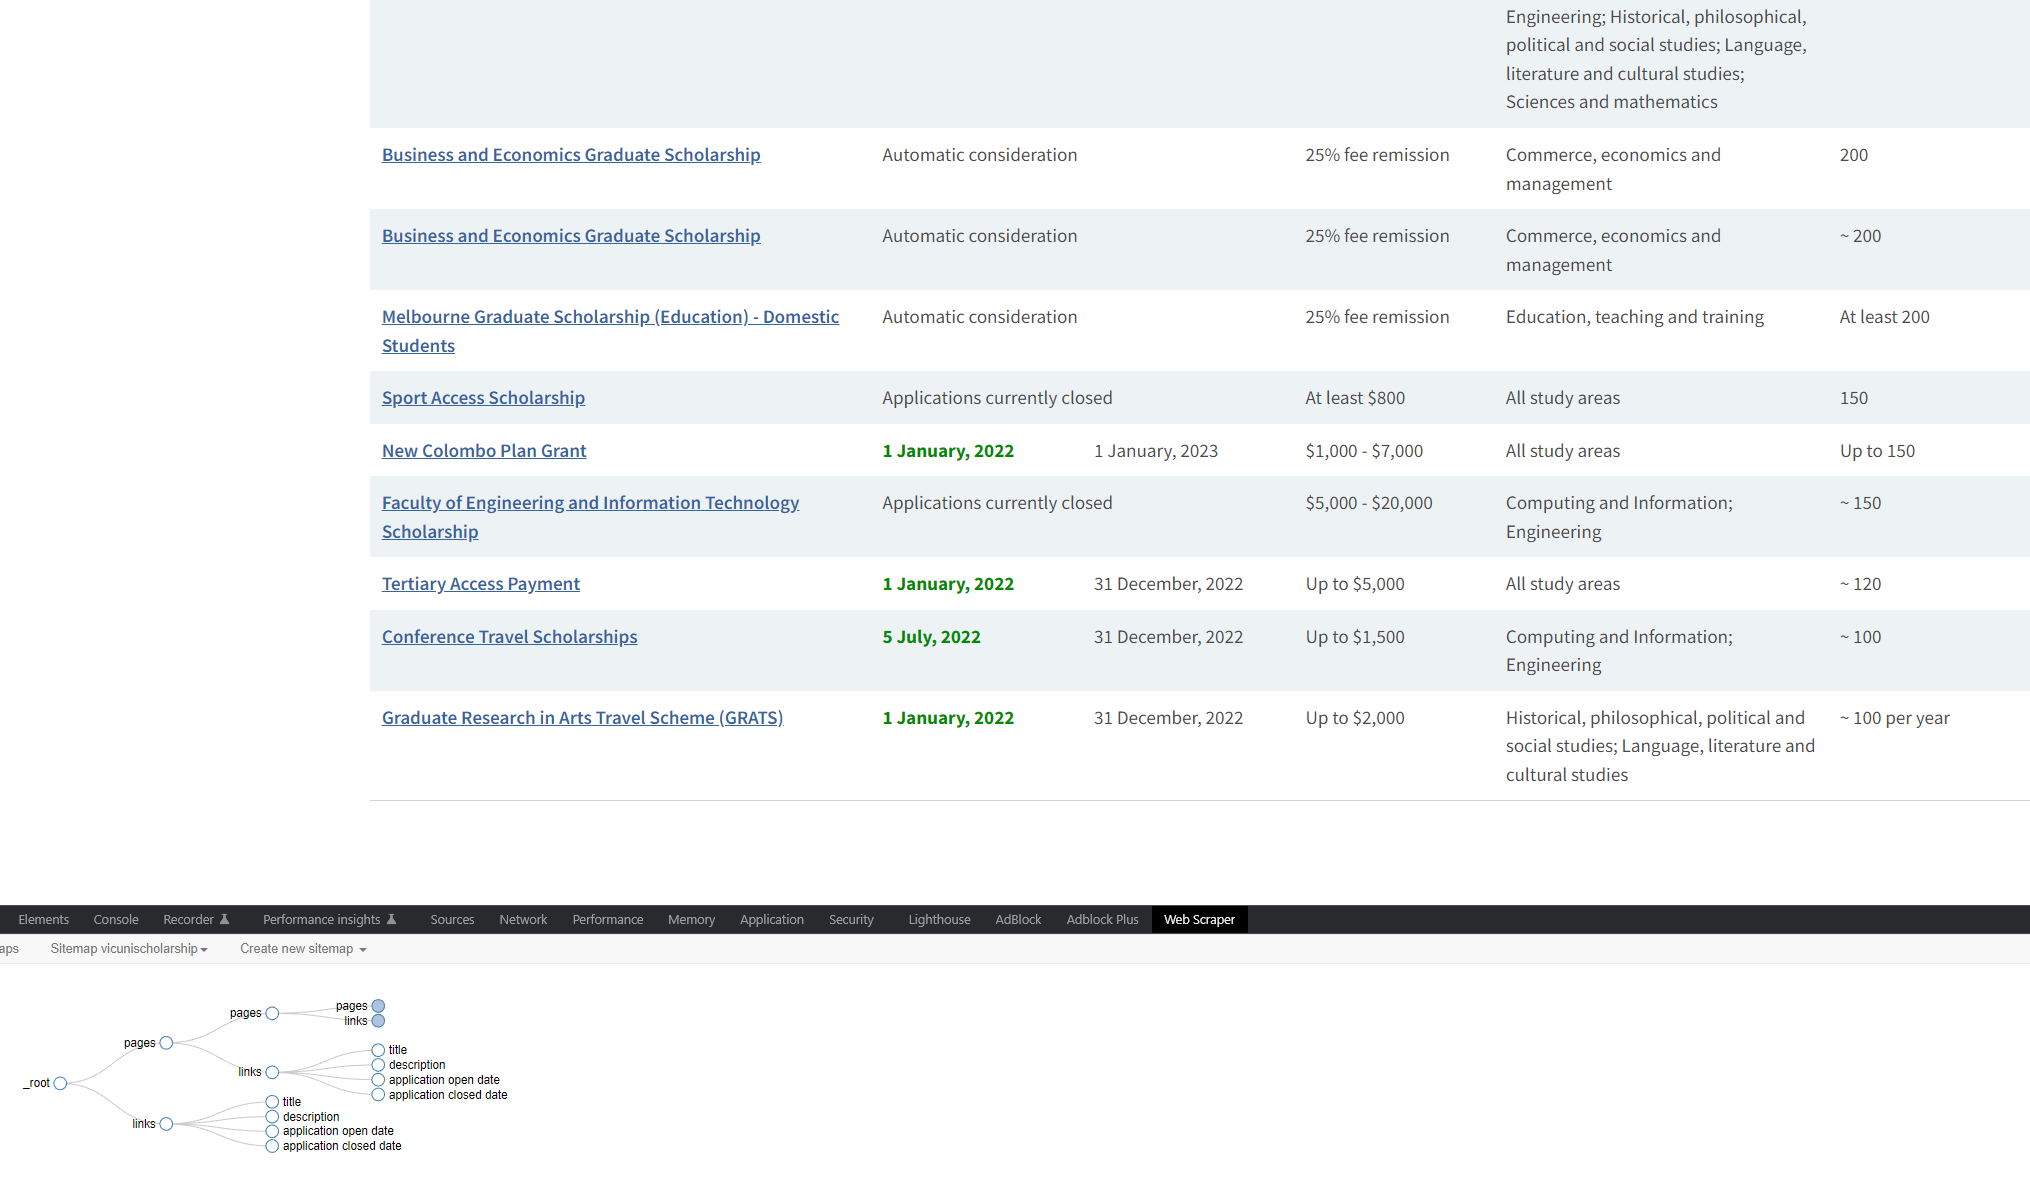 Engineering; Historical, philosophical,
political and social studies; Language,
literature and cultural studies;
Sciences and mathematics
Business and Economics Graduate Scholarship Automatic consideration 25% fee remission Commerce, economics and 200
management
Business and Economics Graduate Scholarship Automatic consideration 25% fee remission Commerce, economics and ~ 200
management
Melbourne Graduate Scholarship (Education) - Domestic Automatic consideration 25% fee remission Education, teaching and training At least 200
Students
Sport Access Scholarship Applications currently closed At least $800 All study areas 150
New Colombo Plan Grant 1 January, 2022 1 January, 2023 $1,000 - $7,000 All study areas Up to 150
Faculty of Engineering and Information Technology Applications currently closed $5,000 - $20,000 Computing and Information; ~ 150
Scholarship Engineering
Tertiary Access Payment 1 January, 2022 31 December, 2022 Up to $5,000 All study areas ~ 120
Conference Travel Scholarships 5 July, 2022 31 December, 2022 Up to $1,500 Computing and Information; ~ 100
Engineering
Graduate Research in Arts Travel Scheme (GRATS) 1 January, 2022 31 December, 2022 Up to $2,000 Historical, philosophical, political and ~ 100 per year
social studies; Language, literature and
cultural studies
Elements Console Recorder Performance insights Sources Network Performance Memory Application Security Lighthouse AdBlock Adblock Plus Web Scraper
aps Sitemap vicunischolarship Create new sitemap
pages
links
pages
title
description
application open date
application closed date
links
pages
_root
title
description
application open date
application closed date
links